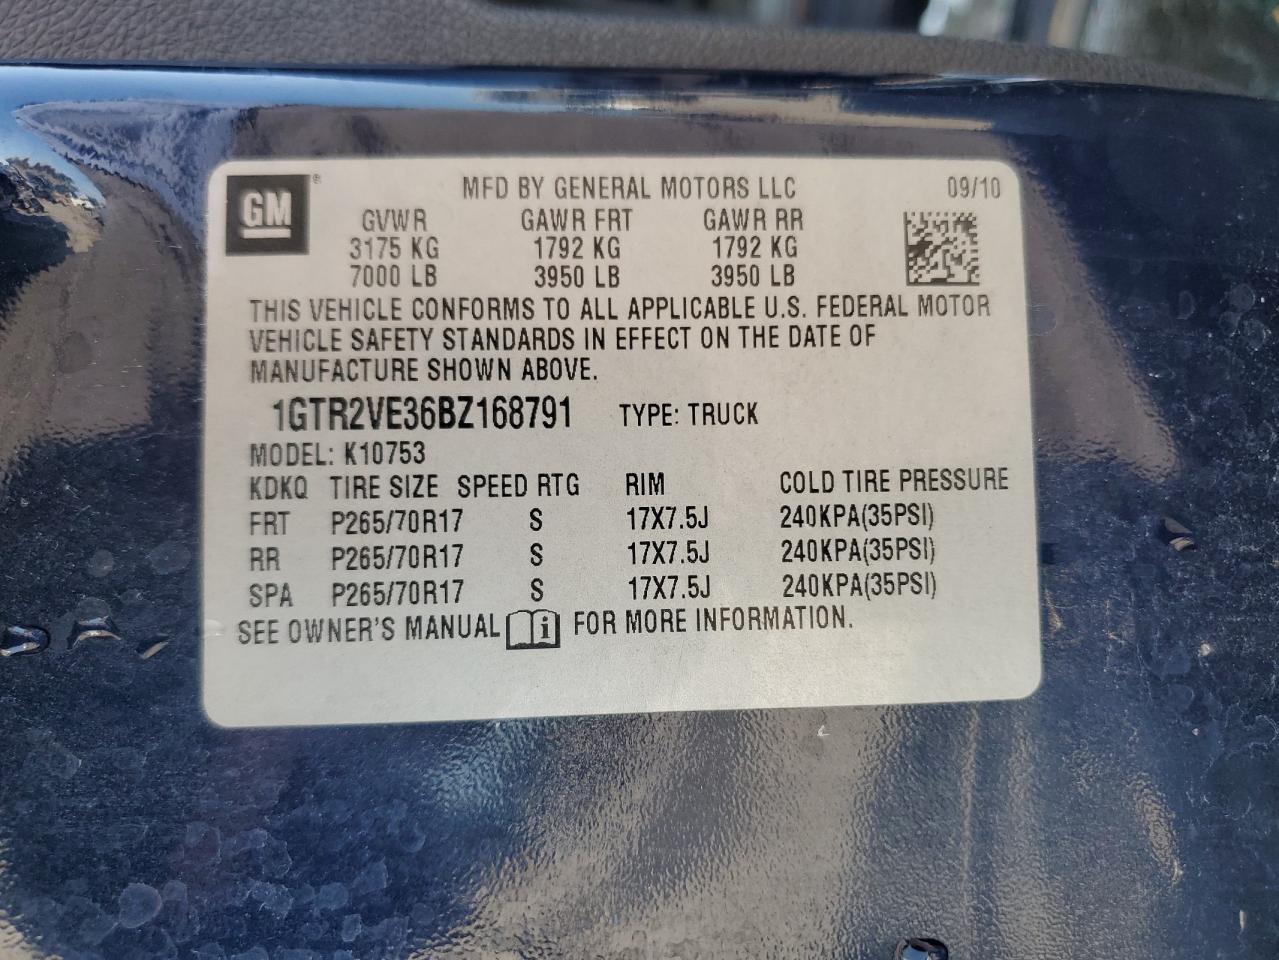 GM® MFD BY GENERAL MOTORS LLC 09/10
GVWR GAWR FRT GAWR RR
3175 KG 1792 KG 1792 KG
7000 LB 3950 LB 3950 LB
THIS VEHICLE CONFORMS TO ALL APPLICABLE U.S. FEDERAL MOTOR
VEHICLE SAFETY STANDARDS IN EFFECT ON THE DATE OF
MANUFACTURE SHOWN ABOVE.
1GTR2VE36BZ168791 TYPE: TRUCK
MODEL: K10753
KDKQ TIRE SIZE SPEED RTG RIM COLD TIRE PRESSURE
FRT P265/70R17 S 17X7.5J 240KPA(35PSI)
RR P265/70R17 S 17X7.5J 240KPA(35PSI)
SPA P265/70R17 S 17X7.5J 240KPA(35PSI)
SEE OWNER'S MANUAL i FOR MORE INFORMATION.